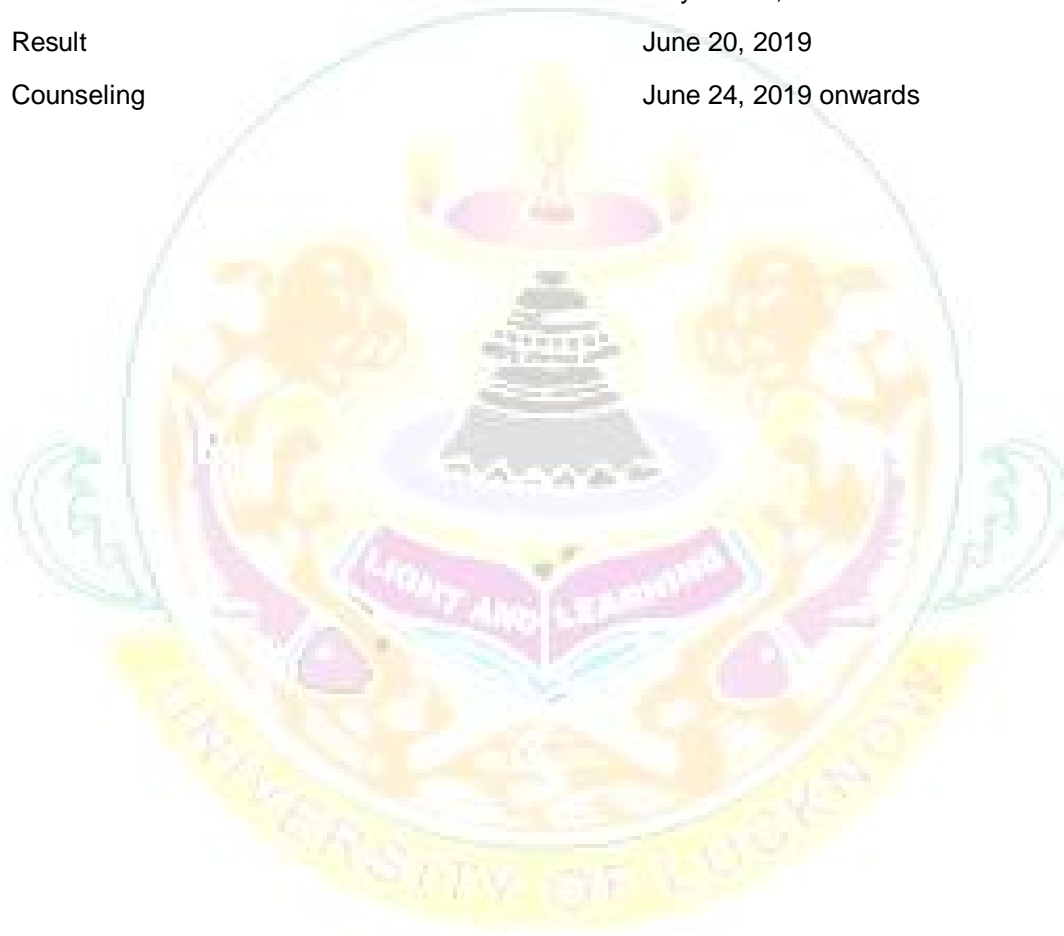 Result June 20, 2019
Counseling June 24, 2019 onwards
LIGHT AND LEARNING
UNIVERSITY OF LUCKNOW